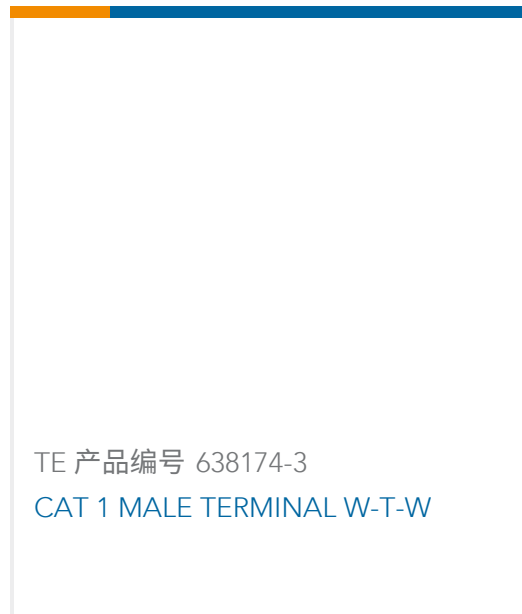 TE 产品编号 638174-3
CAT 1 MALE TERMINAL W-T-W